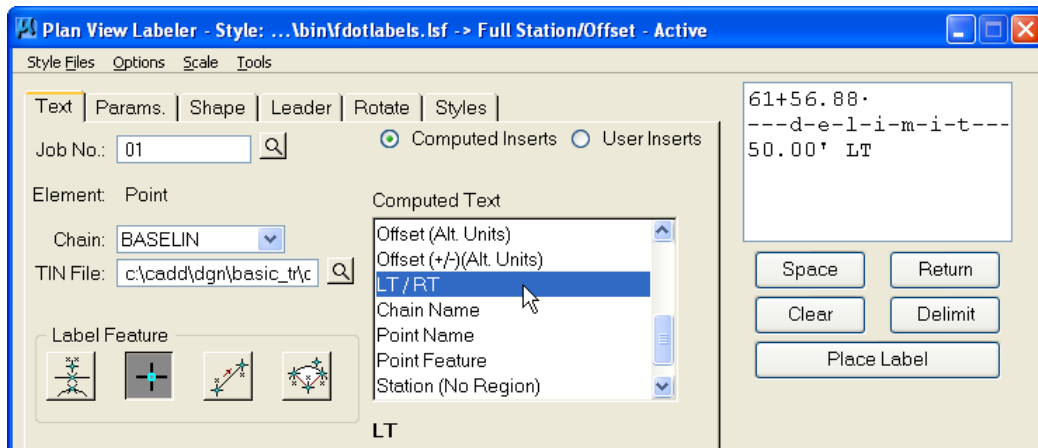 Plan View Labeler - Style: ...\bin\fdotlabels.lsf -> Full Station/Offset - Active
Style Files Options Scale Tools
Text Params. Shape Leader Rotate Styles
Job No.: 01
Computed Inserts User Inserts
Element: Point
Chain: BASELIN
TIN File: c:\cadd\dgn\basic_tr\c
Label Feature
Computed Text
Offset (Alt. Units)
Offset (+/-)(Alt. Units)
LT / RT
Chain Name
Point Name
Point Feature
Station (No Region)
LT
61+56.88·
---d-e-l-i-m-i-t---
50.00' LT
Space Return
Clear Delimit
Place Label